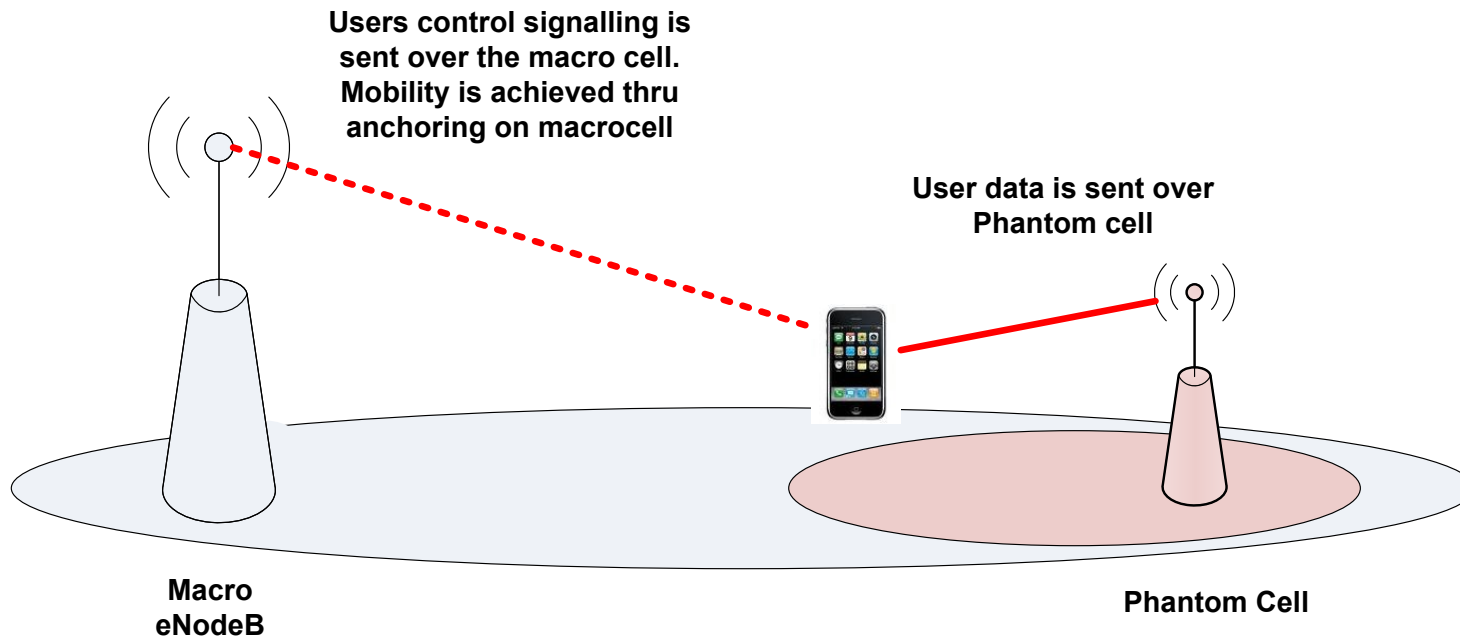 Users control signalling is
sent over the macro cell.
Mobility is achieved thru
anchoring on macrocell
User data is sent over
Phantom cell
Macro
eNodeB
Phantom Cell